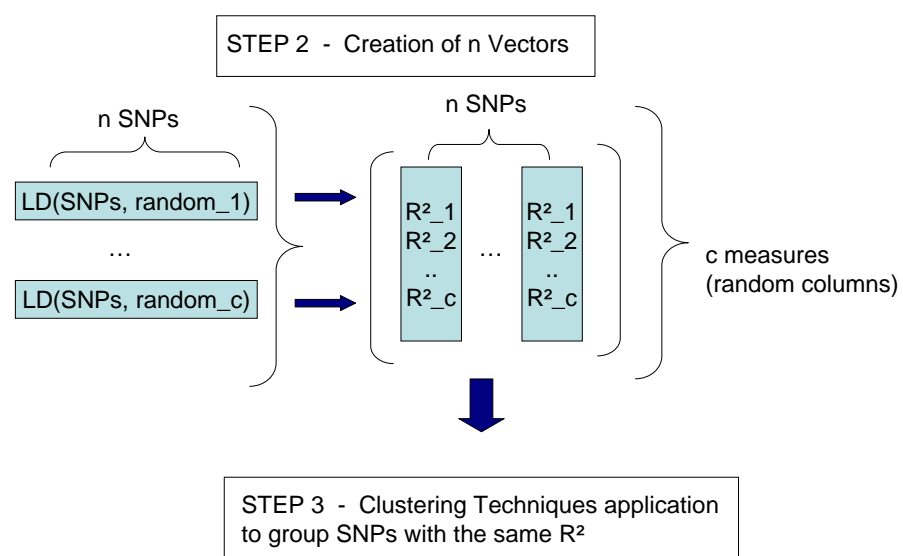 STEP 2 - Creation of n Vectors
n SNPs
n SNPs
LD(SNPs, random_1)
...
LD(SNPs, random_c)
R²_1
R²_2
..
R²_c
...
R²_1
R²_2
..
R²_c
c measures
(random columns)
STEP 3 - Clustering Techniques application
to group SNPs with the same R²